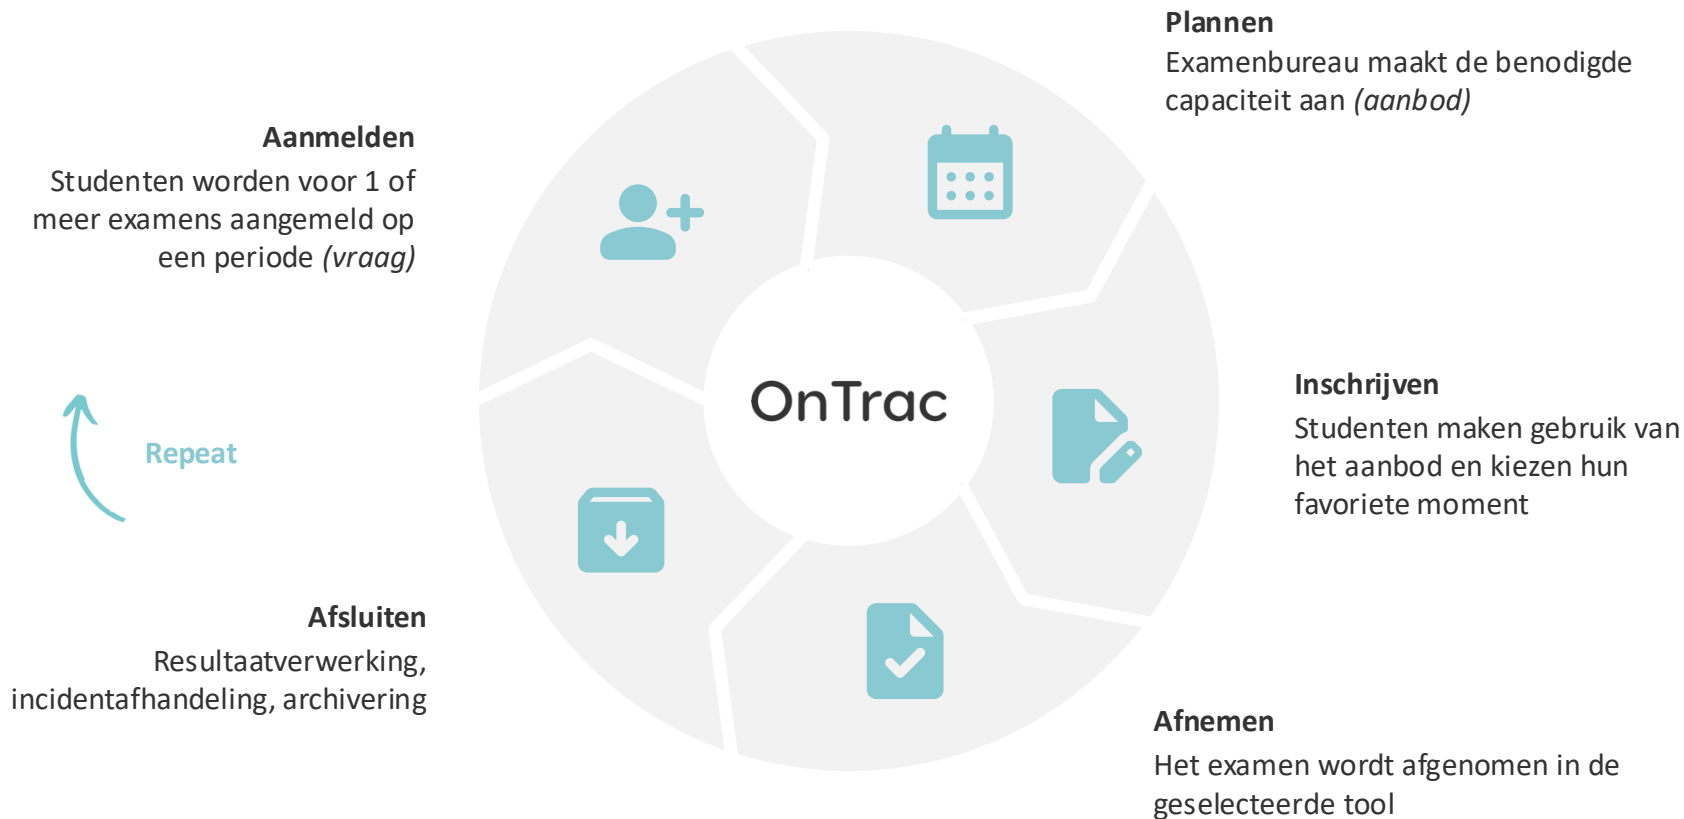 Plannen
Examenbureau maakt de benodigde
capaciteit aan (aanbod)
Aanmelden
Studenten worden voor 1 of
meer examens aangemeld op
een periode (vraag)
OnTrac
Inschrijven
Studenten maken gebruik van
het aanbod en kiezen hun
favoriete moment
Repeat
Afsluiten
Resultaatverwerking,
incidentafhandeling, archivering
Afnemen
Het examen wordt afgenomen in de
geselecteerde tool